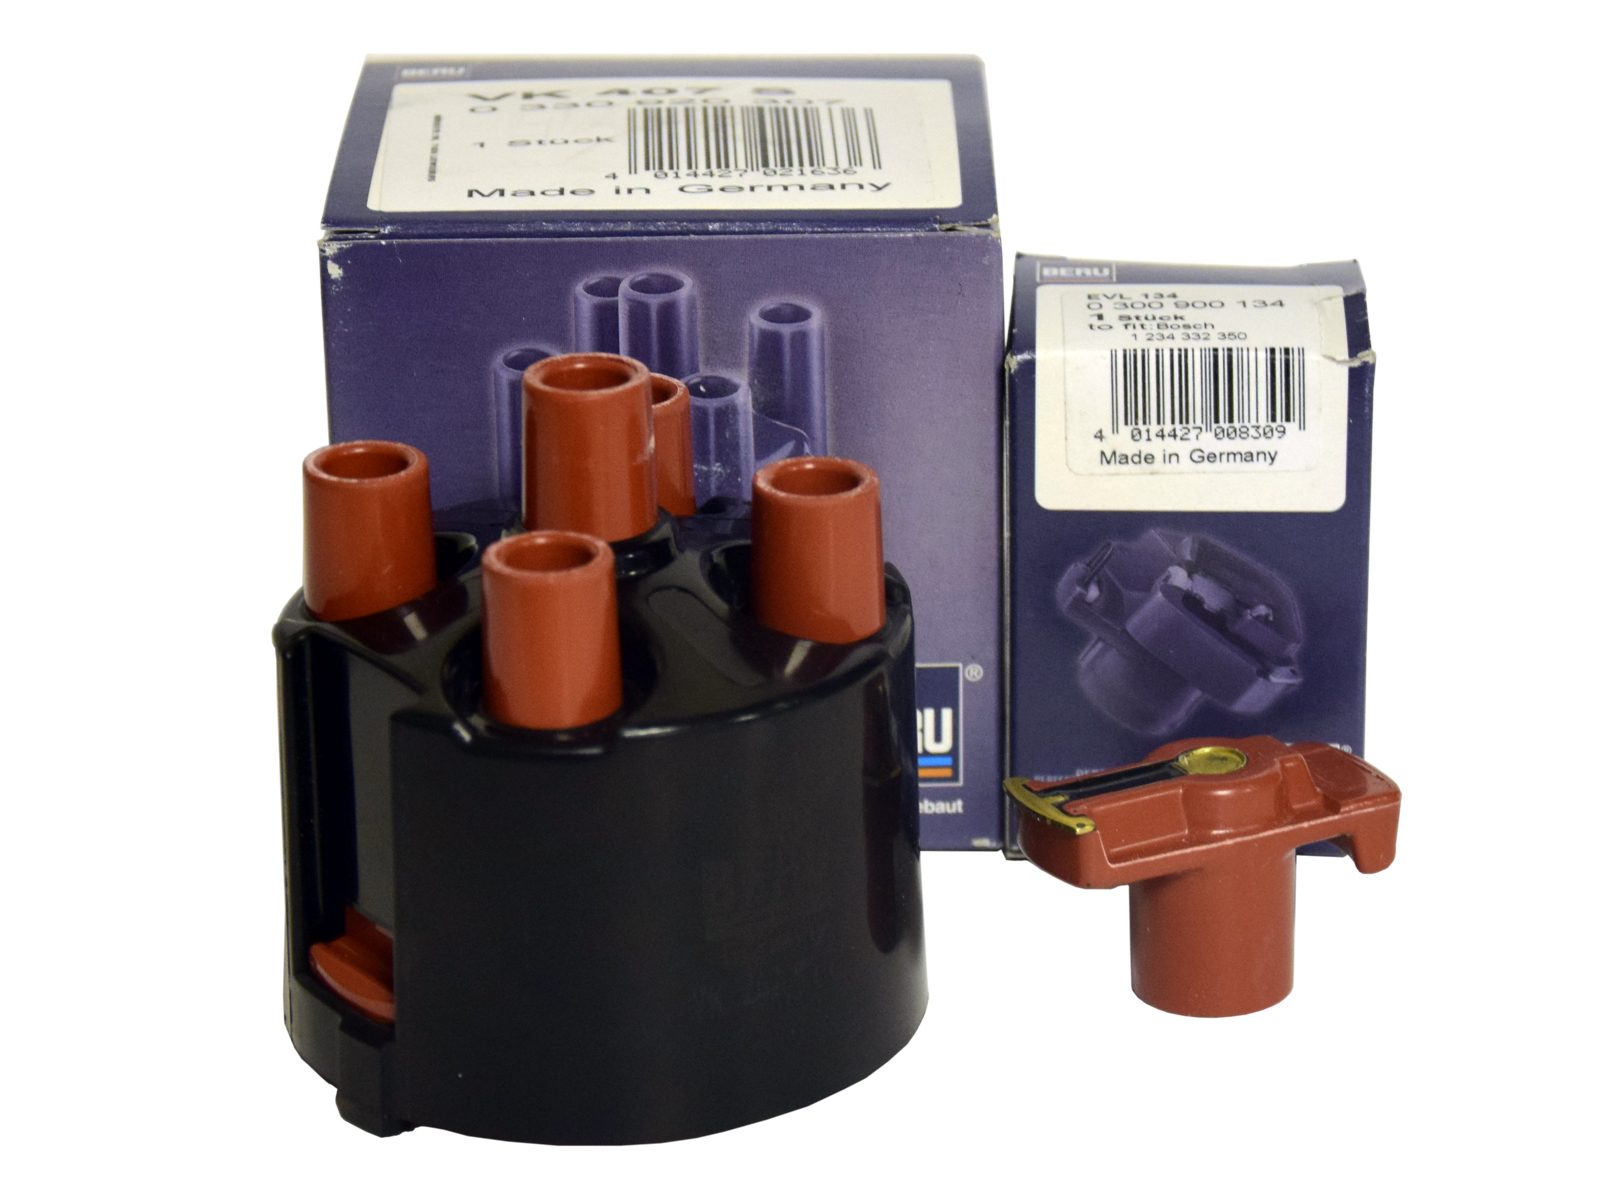 BERU
VK 407 S
0 330 920 307
1 Stück
4 014427 021636
Made in Germany
BERU
EVL 134
0 300 900 134
1 Stück
to fit: Bosch
1 234 332 350
4 014427 008309
Made in Germany
®
RU
ebaut
®